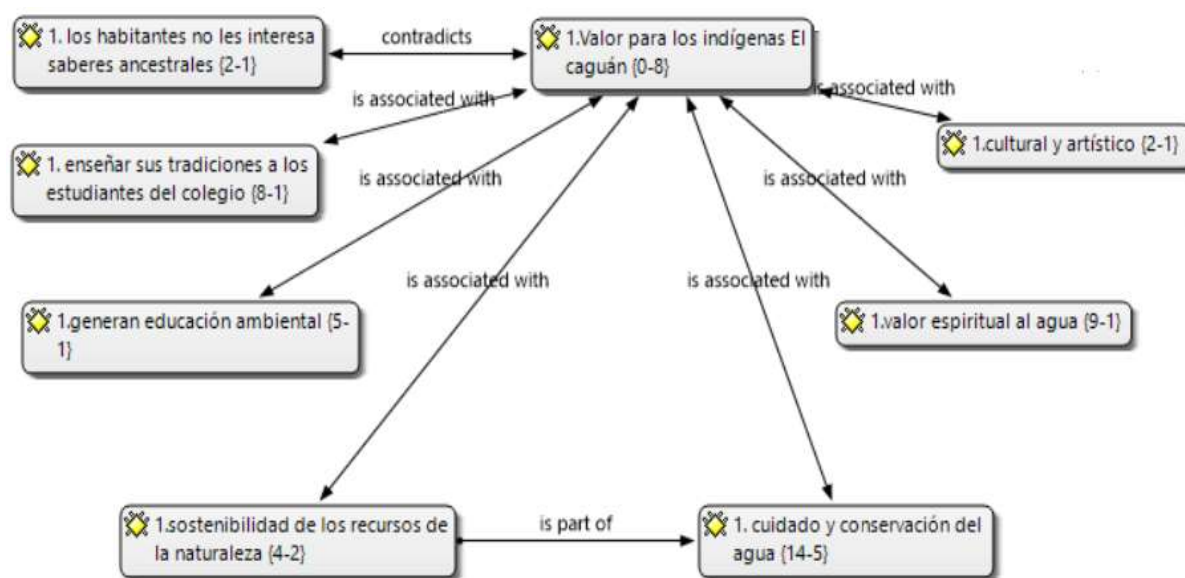 1. los habitantes no les interesa
saberes ancestrales {2-1}
contradicts
1.Valor para los indígenas El
caguán {0-8}
is associated with
is associated with
1. enseñar sus tradiciones a los
estudiantes del colegio {8-1}
1.cultural y artístico {2-1}
is associated with
is associated with
is associated with
is associated with
1.generan educación ambiental {5-
1}
1.valor espiritual al agua {9-1}
1.sostenibilidad de los recursos de
la naturaleza {4-2}
is part of
1. cuidado y conservación del
agua {14-5}